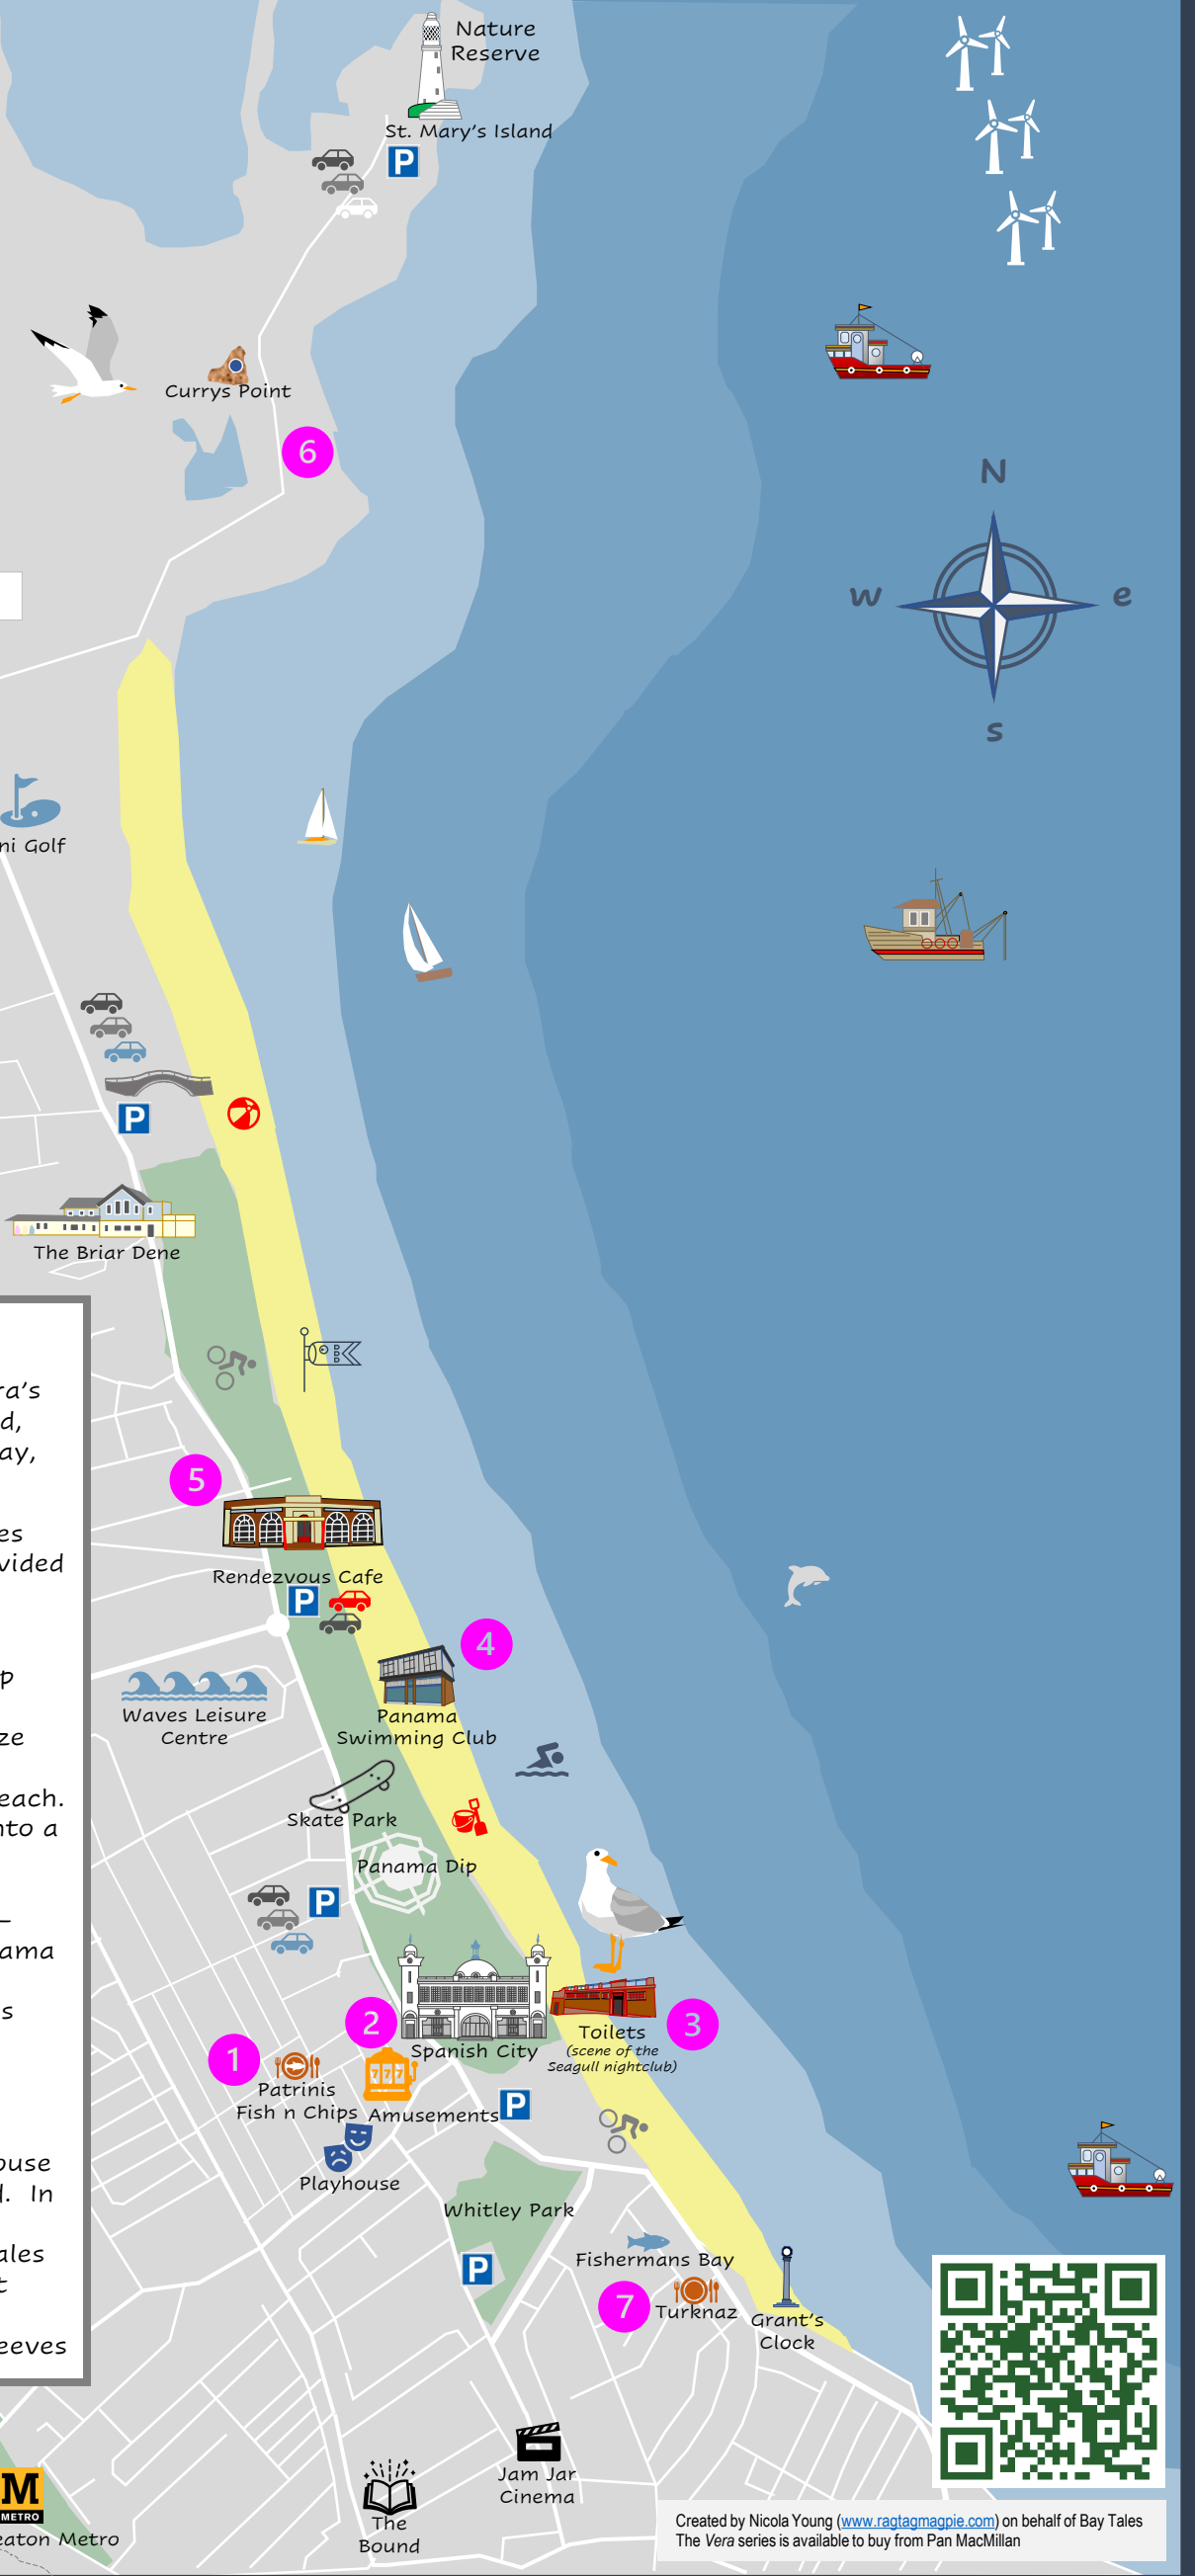 Nature
Reserve
St. Mary's Island
P
Currys Point
6
N
w
e
s
ni Golf
P
The Briar Dene
ra's
d,
ay,
es
vided
p
ze
each.
nto a
–
ama
s
ouse
d. In
ales
t
eeves
5
Rendezvous Cafe
P
4
Waves Leisure
Centre
Panama
Swimming Club
Skate Park
Panama Dip
P
2
Spanish City
Toilets
(scene of the
Seagull nightclub)
3
1
Patrinis
Fish n Chips
777
Amusements
P
Playhouse
Whitley Park
P
Fishermans Bay
7
Turknaz
Grant's
Clock
Jam Jar
Cinema
The
Bound
M
METRO
eaton Metro
Created by Nicola Young (www.ragtagmagpie.com) on behalf of Bay Tales
The Vera series is available to buy from Pan MacMillan